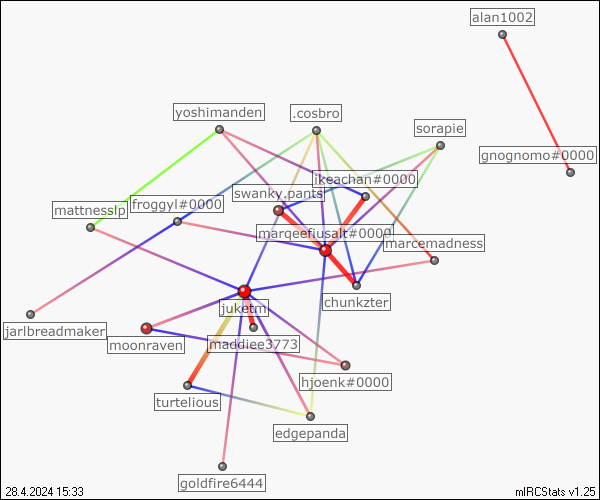 alan1002
yoshimanden
.cosbro
sorapie
gnognomo#0000
ikeachan#0000
swanky.pants
froggyl#0000
mattnesslp
marqeefiusalt#0000
marcemadness
chunkzter
juketm
jarlbreadmaker
moonraven
maddiee3773
hjoenk#0000
turtelious
edgepanda
goldfire6444
28.4.2024 15:33
mIRCStats v1.25